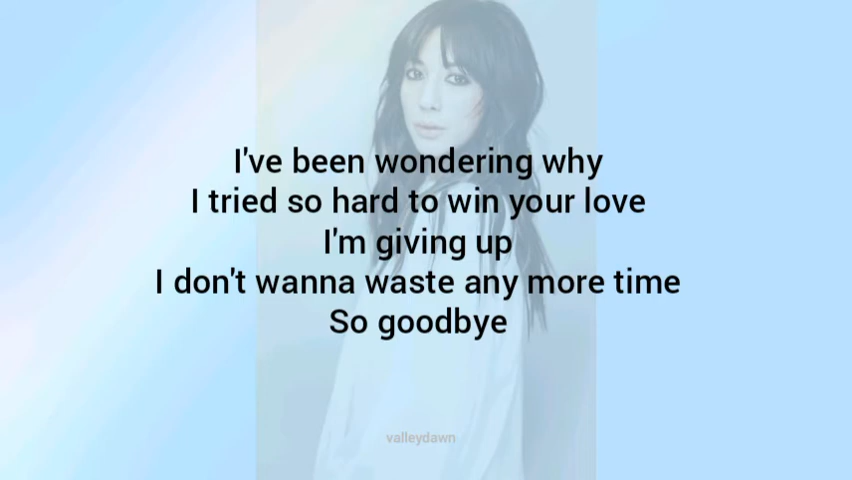 I've been wondering why
I tried so hard to win your love
I'm giving up
I don't wanna waste any more time
So goodbye
valleydawn